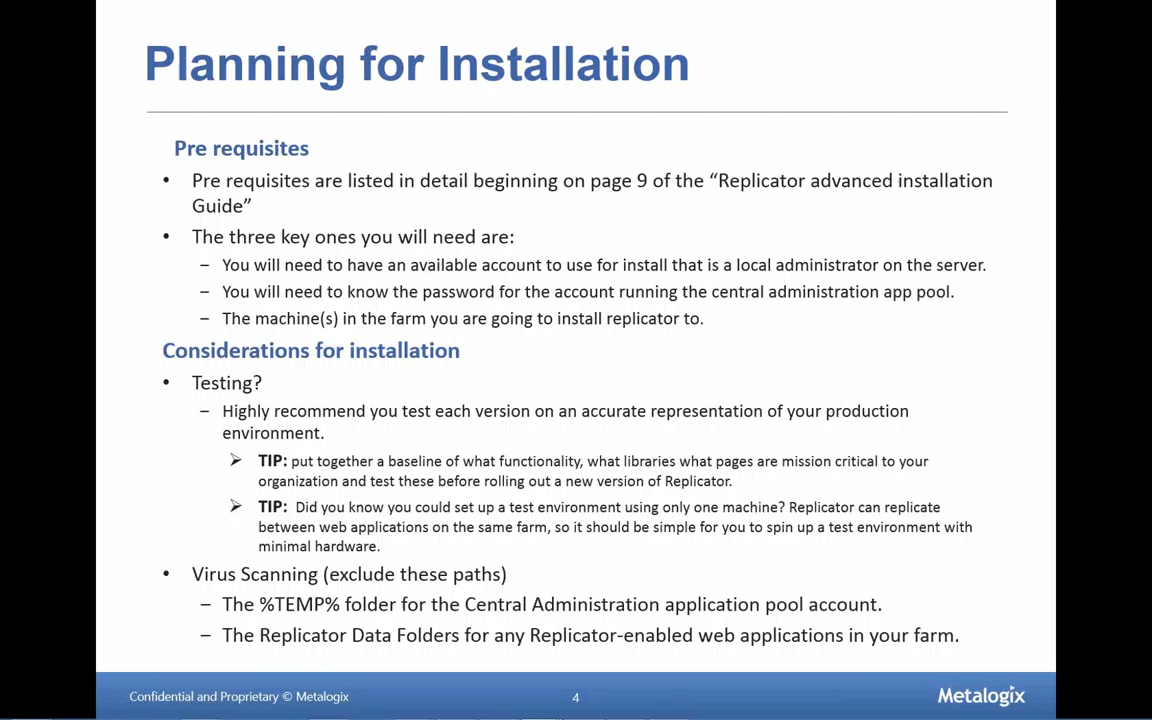 Planning for Installation
Pre requisites
• Pre requisites are listed in detail beginning on page 9 of the “Replicator advanced installation
Guide”
• The three key ones you will need are:
– You will need to have an available account to use for install that is a local administrator on the server.
– You will need to know the password for the account running the central administration app pool.
– The machine(s) in the farm you are going to install replicator to.
Considerations for installation
• Testing?
– Highly recommend you test each version on an accurate representation of your production
environment.
➢ TIP: put together a baseline of what functionality, what libraries what pages are mission critical to your
organization and test these before rolling out a new version of Replicator.
➢ TIP: Did you know you could set up a test environment using only one machine? Replicator can replicate
between web applications on the same farm, so it should be simple for you to spin up a test environment with
minimal hardware.
• Virus Scanning (exclude these paths)
– The %TEMP% folder for the Central Administration application pool account.
– The Replicator Data Folders for any Replicator-enabled web applications in your farm.
Confidential and Proprietary © Metalogix
4
Metalogix